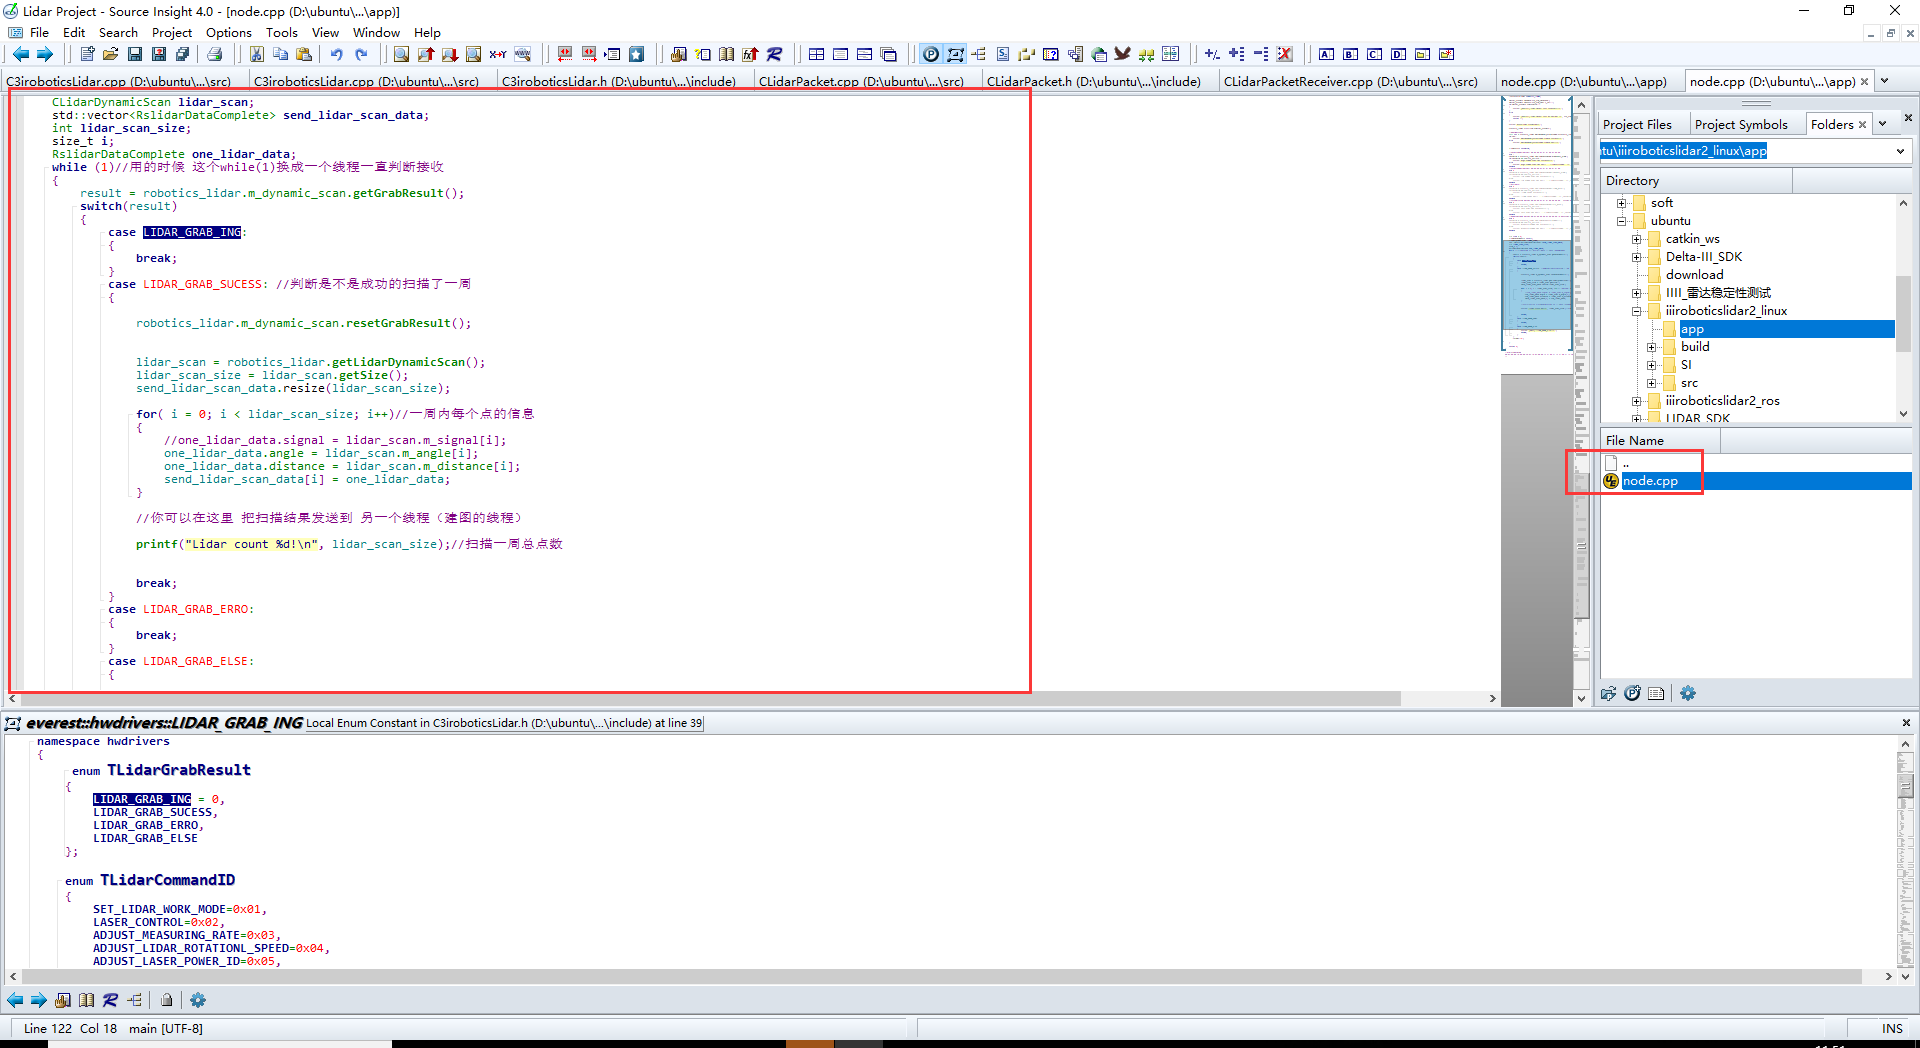 Lidar Project - Source Insight 4.0 - [node.cpp (D:\ubuntu\...\app)]
File Edit Search Project Options Tools View Window Help
C3iroboticsLidar.cpp (D:\ubuntu\...\src) C3iroboticsLidar.cpp (D:\ubuntu\...\src) C3iroboticsLidar.h (D:\ubuntu\...\include) CLidarPacket.cpp (D:\ubuntu\...\src) CLidarPacket.h (D:\ubuntu\...\include) CLidarPacketReceiver.cpp (D:\ubuntu\...\src) node.cpp (D:\ubuntu\...\app) node.cpp (D:\ubuntu\...\app)
CLidarDynamicScan lidar_scan;
std::vector<RslidarDataComplete> send_lidar_scan_data;
int lidar_scan_size;
size_t i;
RslidarDataComplete one_lidar_data;
while (1)//用的时候 这个while(1)换成一个线程一直判断接收
{
result = robotics_lidar.m_dynamic_scan.getGrabResult();
switch(result)
{
case LIDAR_GRAB_ING:
{
break;
}
case LIDAR_GRAB_SUCESS: //判断是不是成功的扫描了一周
{
robotics_lidar.m_dynamic_scan.resetGrabResult();
lidar_scan = robotics_lidar.getLidarDynamicScan();
lidar_scan_size = lidar_scan.getSize();
send_lidar_scan_data.resize(lidar_scan_size);
for( i = 0; i < lidar_scan_size; i++)//一周内每个点的信息
{
//one_lidar_data.signal = lidar_scan.m_signal[i];
one_lidar_data.angle = lidar_scan.m_angle[i];
one_lidar_data.distance = lidar_scan.m_distance[i];
send_lidar_scan_data[i] = one_lidar_data;
}
//你可以在这里 把扫描结果发送到 另一个线程（建图的线程）
printf("Lidar count %d!\n", lidar_scan_size);//扫描一周总点数
break;
}
case LIDAR_GRAB_ERRO:
{
break;
}
case LIDAR_GRAB_ELSE:
{
Project Files Project Symbols Folders
tu\iiiroboticslidar2_linux\app
Directory
soft
ubuntu
catkin_ws
Delta-III_SDK
download
IIII_雷达稳定性测试
iiiroboticslidar2_linux
app
build
SI
src
iiiroboticslidar2_ros
LIDAR_SDK
File Name
..
node.cpp
everest::hwdrivers::LIDAR_GRAB_ING Local Enum Constant in C3iroboticsLidar.h (D:\ubuntu\...\include) at line 39
namespace hwdrivers
{
enum TLidarGrabResult
{
LIDAR_GRAB_ING = 0,
LIDAR_GRAB_SUCESS,
LIDAR_GRAB_ERRO,
LIDAR_GRAB_ELSE
};
enum TLidarCommandID
{
SET_LIDAR_WORK_MODE=0x01,
LASER_CONTROL=0x02,
ADJUST_MEASURING_RATE=0x03,
ADJUST_LIDAR_ROTATIONL_SPEED=0x04,
ADJUST_LASER_POWER_ID=0x05,
Line 122 Col 18 main [UTF-8]
INS